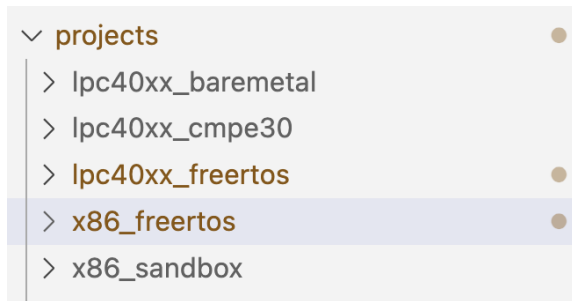 projects
lpc40xx_baremetal
lpc40xx_cmpe30
lpc40xx_freertos
x86_freertos
x86_sandbox